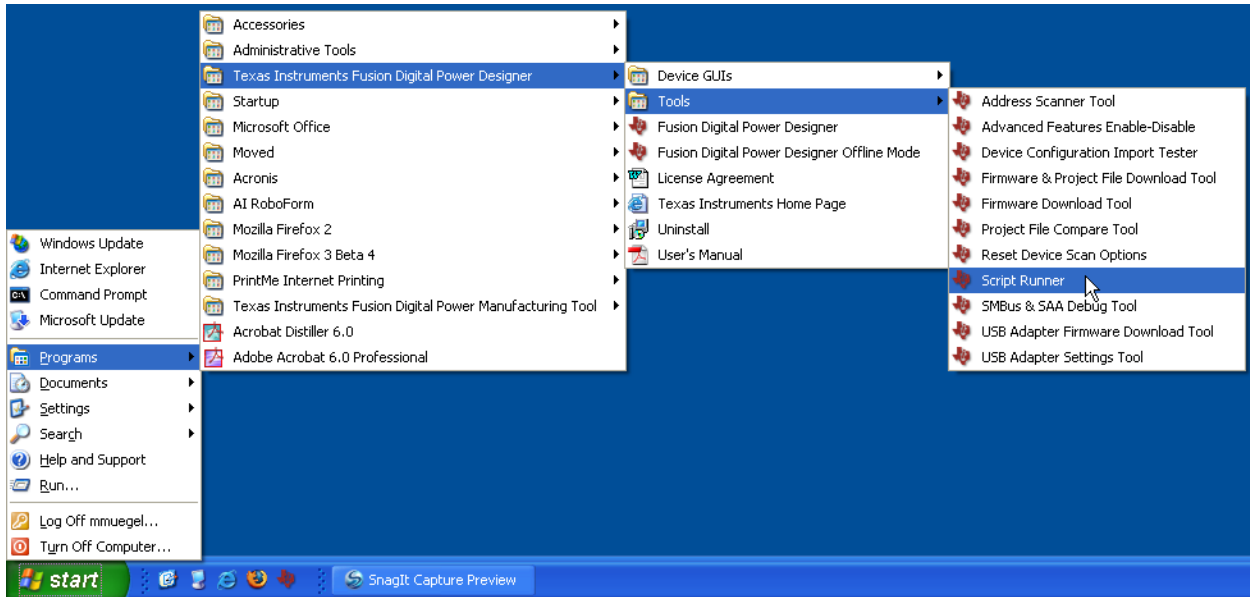 Accessories
Administrative Tools
Texas Instruments Fusion Digital Power Designer
Startup
Microsoft Office
Moved
Acronis
AI RoboForm
Mozilla Firefox 2
Mozilla Firefox 3 Beta 4
PrintMe Internet Printing
Texas Instruments Fusion Digital Power Manufacturing Tool
Acrobat Distiller 6.0
Adobe Acrobat 6.0 Professional
Device GUIs
Tools
Fusion Digital Power Designer
Fusion Digital Power Designer Offline Mode
License Agreement
Texas Instruments Home Page
Uninstall
User's Manual
Address Scanner Tool
Advanced Features Enable-Disable
Device Configuration Import Tester
Firmware & Project File Download Tool
Firmware Download Tool
Project File Compare Tool
Reset Device Scan Options
Script Runner
SMBus & SAA Debug Tool
USB Adapter Firmware Download Tool
USB Adapter Settings Tool
Windows Update
Internet Explorer
Command Prompt
Microsoft Update
Programs
Documents
Settings
Search
Help and Support
Run...
Log Off mmuegel...
Turn Off Computer...
start
SnagIt Capture Preview